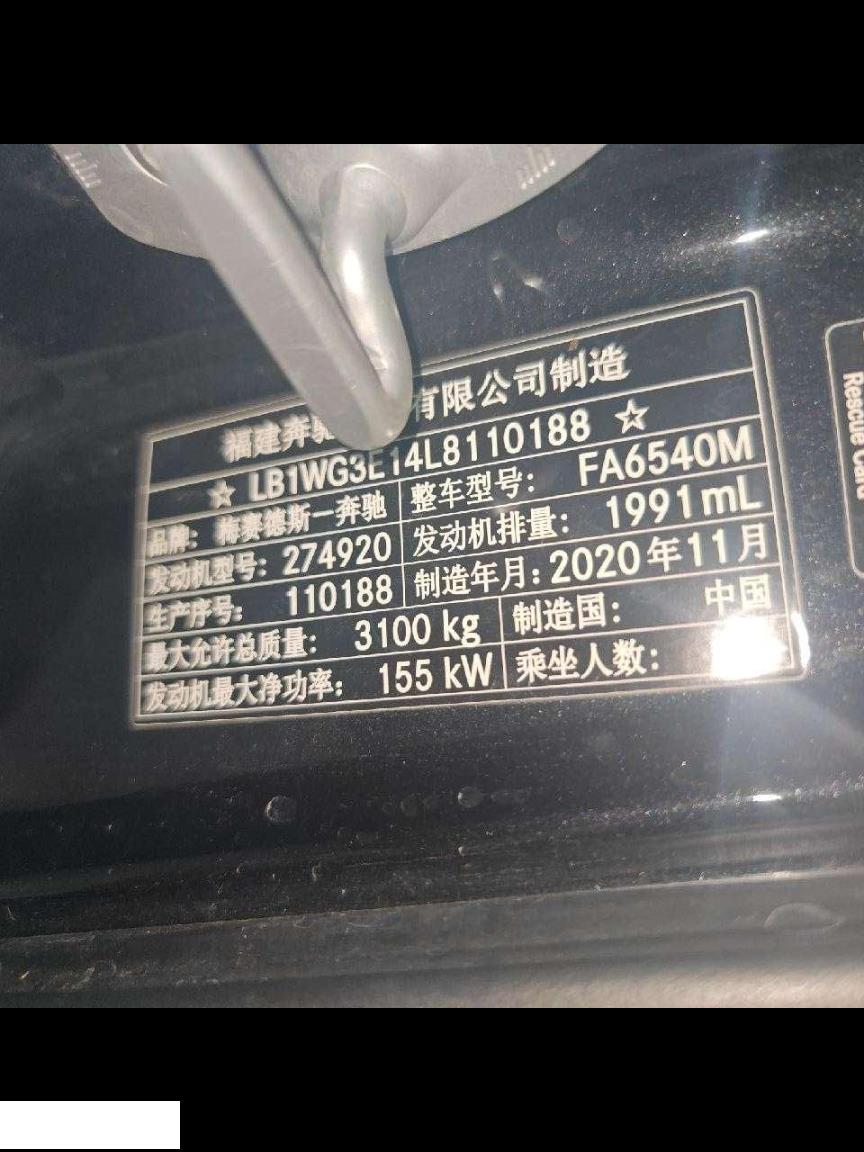 福建奔驰 有限公司制造
☆ LB1WG3E14L8110188 ☆
品牌：梅赛德斯－奔驰 整车型号： FA6540M
发动机型号：274920 发动机排量： 1991mL
生产序号： 110188 制造年月：2020年11月
最大允许总质量： 3100 kg 制造国： 中国
发动机最大净功率： 155 kW 乘坐人数：
Rescue Card